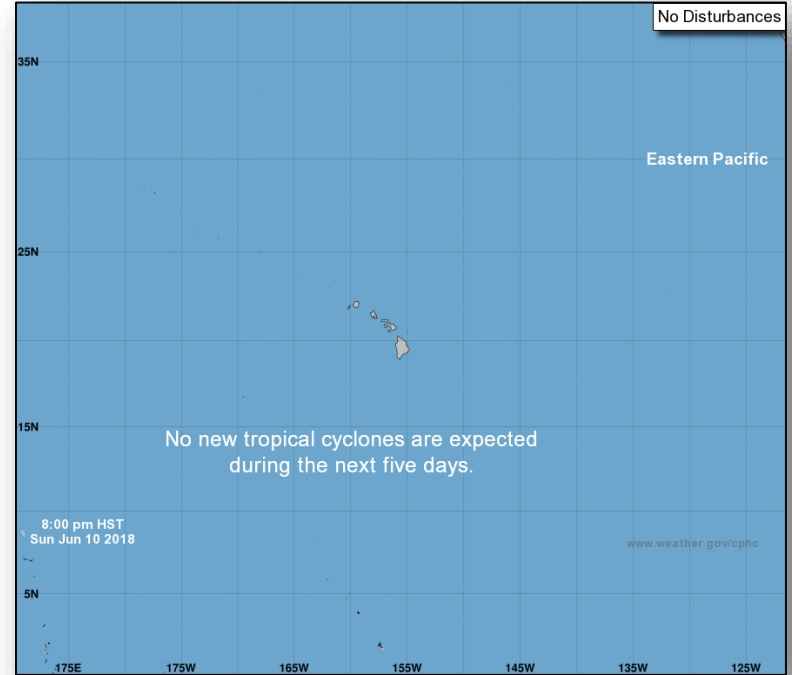 No Disturbances
35N
Eastern Pacific
25N
15N
No new tropical cyclones are expected
during the next five days.
8:00 pm HST
Sun Jun 10 2018
www.weather.gov/cphc
5N
175E 175W 165W 155W 145W 135W 125W